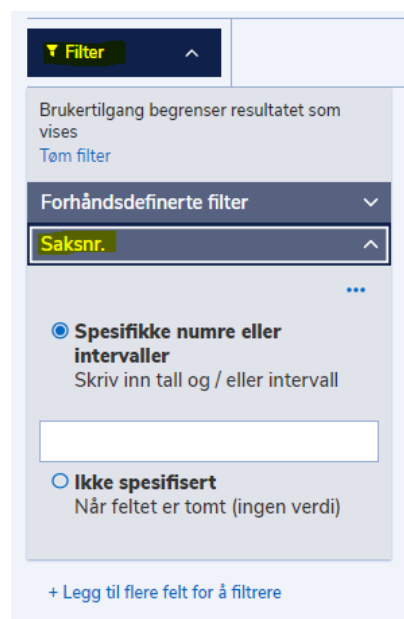 Filter
Brukertilgang begrenser resultatet som
vises
Tøm filter
Forhåndsdefinerte filter
Saksnr.
...
Spesifikke numre eller
intervaller
Skriv inn tall og / eller intervall
Ikke spesifisert
Når feltet er tomt (ingen verdi)
+ Legg til flere felt for å filtrere